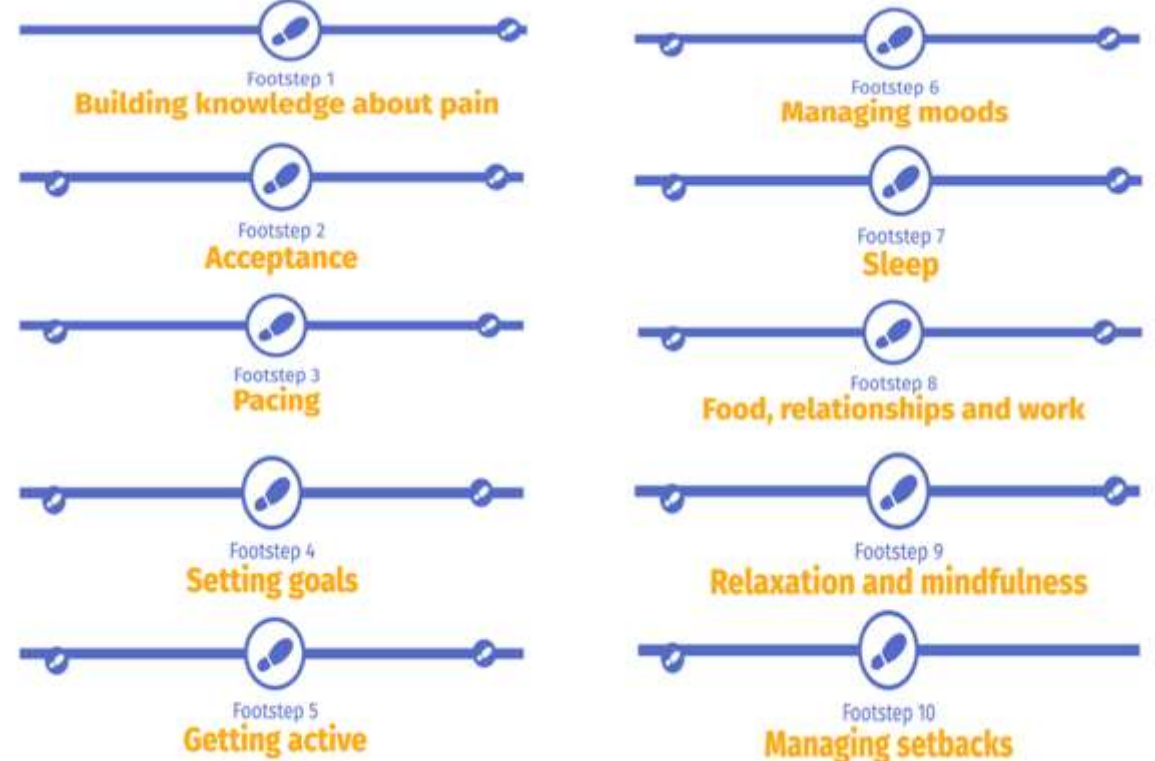 Footstep 1
Building knowledge about pain
Footstep 2
Acceptance
Footstep 3
Pacing
Footstep 4
Setting goals
Footstep 5
Getting active
Footstep 6
Managing moods
Footstep 7
Sleep
Footstep 8
Food, relationships and work
Footstep 9
Relaxation and mindfulness
Footstep 10
Managing setbacks